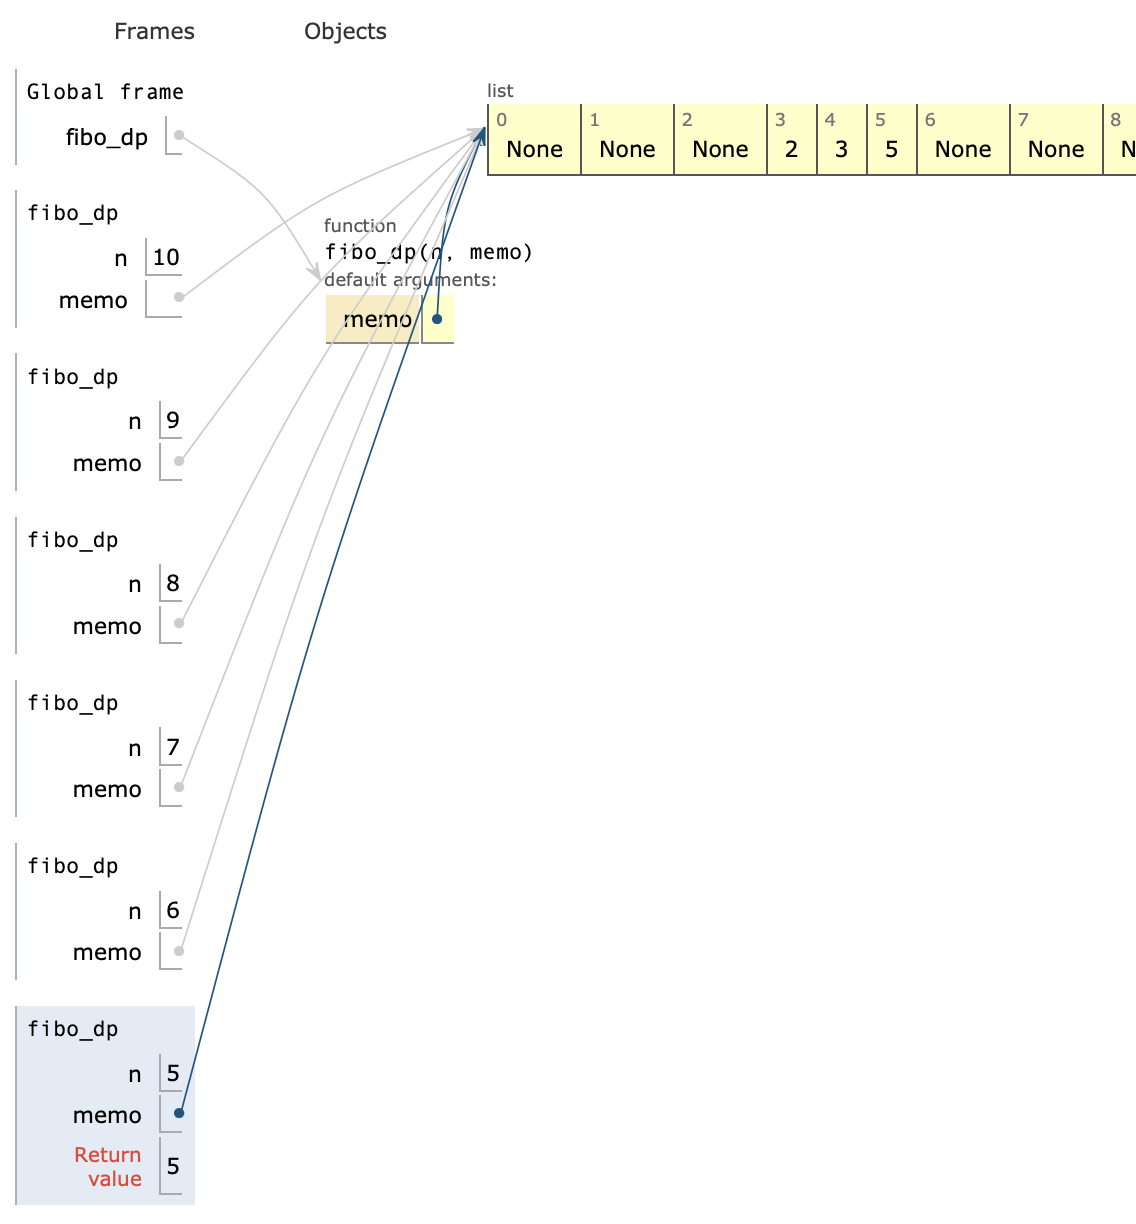 Frames Objects
Global frame
fibo_dp
list
0 1 2 3 4 5 6 7 8
None None None 2 3 5 None None N
function
fibo_dp(n, memo)
default arguments:
memo
fibo_dp
n 10
memo
fibo_dp
n 9
memo
fibo_dp
n 8
memo
fibo_dp
n 7
memo
fibo_dp
n 6
memo
fibo_dp
n 5
memo
Return
value 5